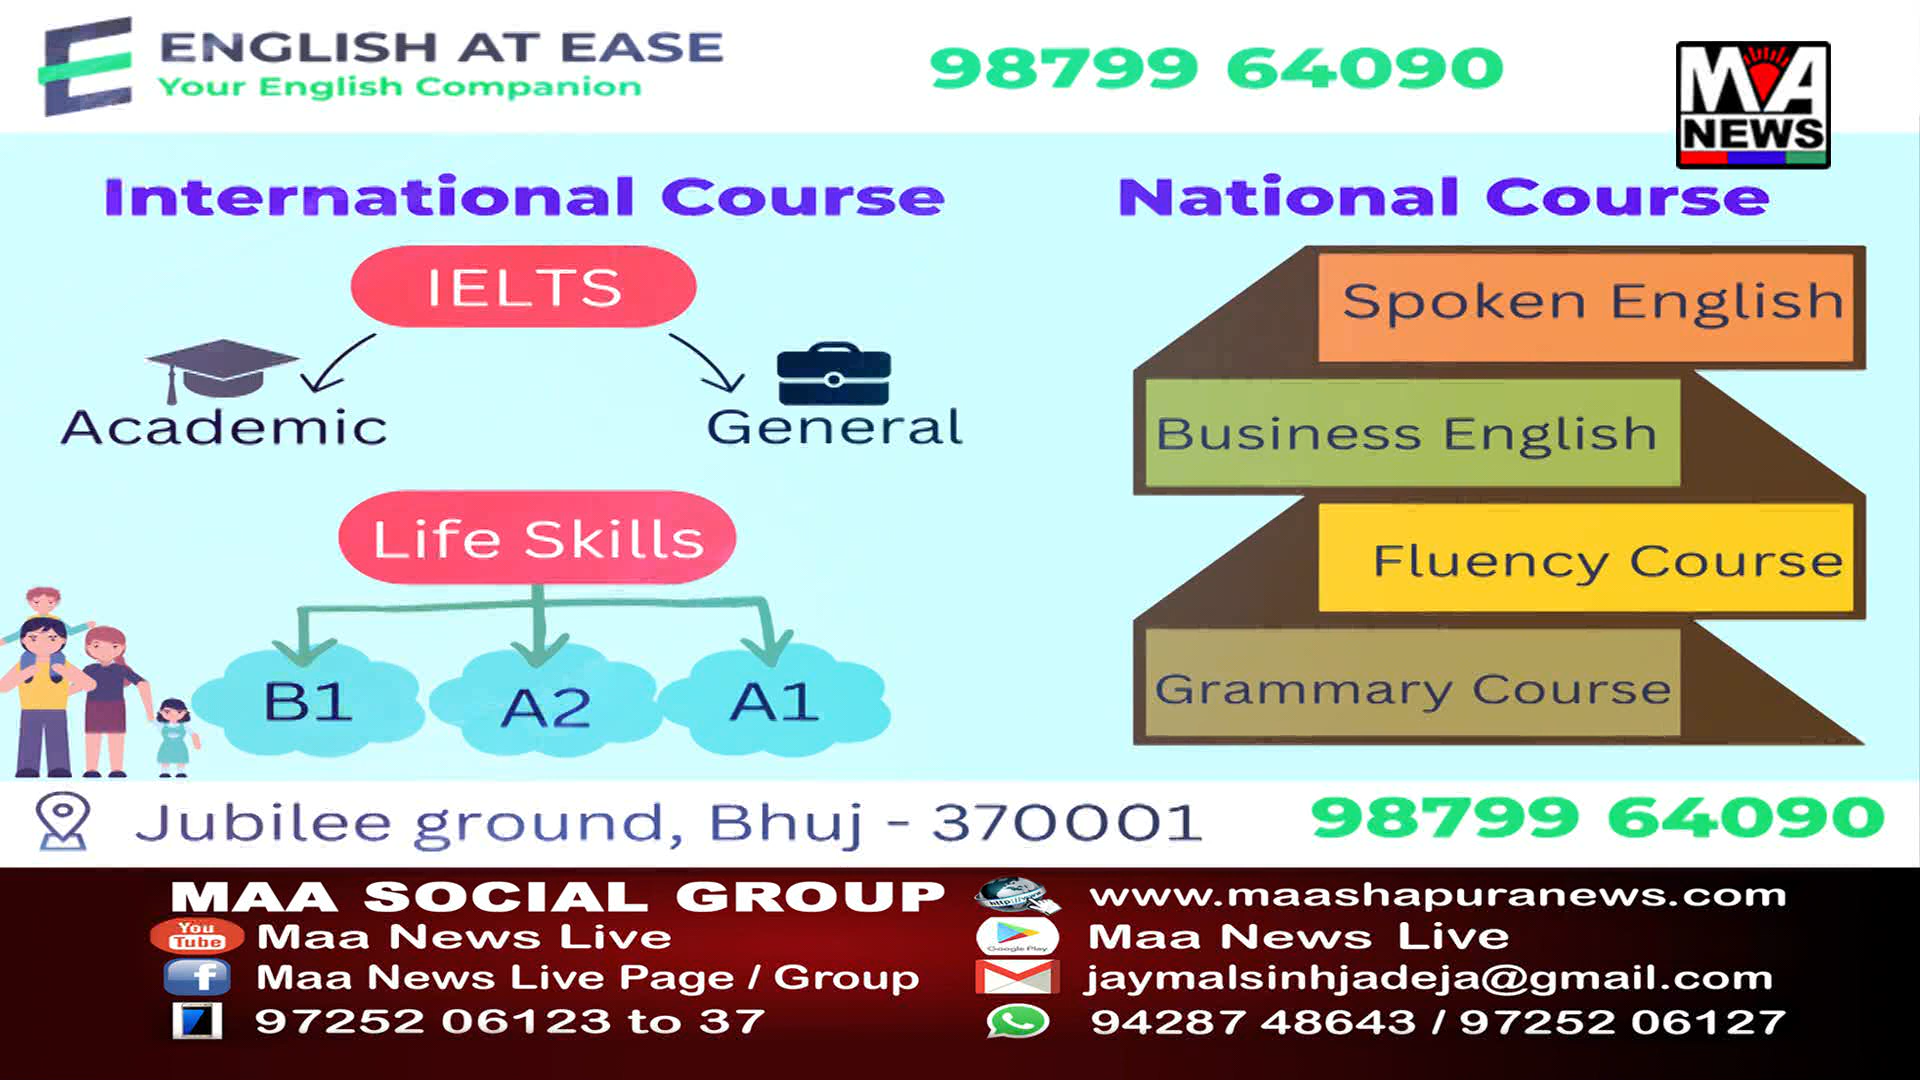 ENGLISH AT EASE
Your English Companion
98799 64090
MAA
NEWS
International Course
IELTS
Academic
General
Life Skills
B1
A2
A1
National Course
Spoken English
Business English
Fluency Course
Grammary Course
Jubilee ground, Bhuj - 370001
98799 64090
MAA SOCIAL GROUP
You
Tube
Maa News Live
f
Maa News Live Page / Group
97252 06123 to 37
www.maashapuranews.com
Google Play
Maa News Live
jaymalsinhjadeja@gmail.com
94287 48643 / 97252 06127